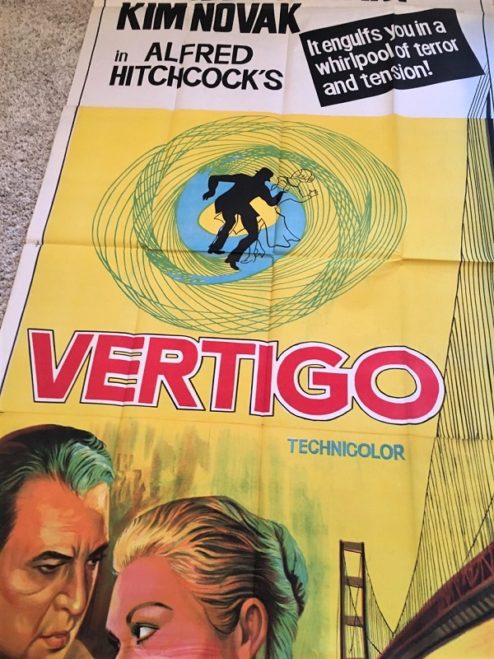 KIM NOVAK
in ALFRED
HITCHCOCK'S
It engulfs you in a
whirlpool of terror
and tension!
VERTIGO
TECHNICOLOR